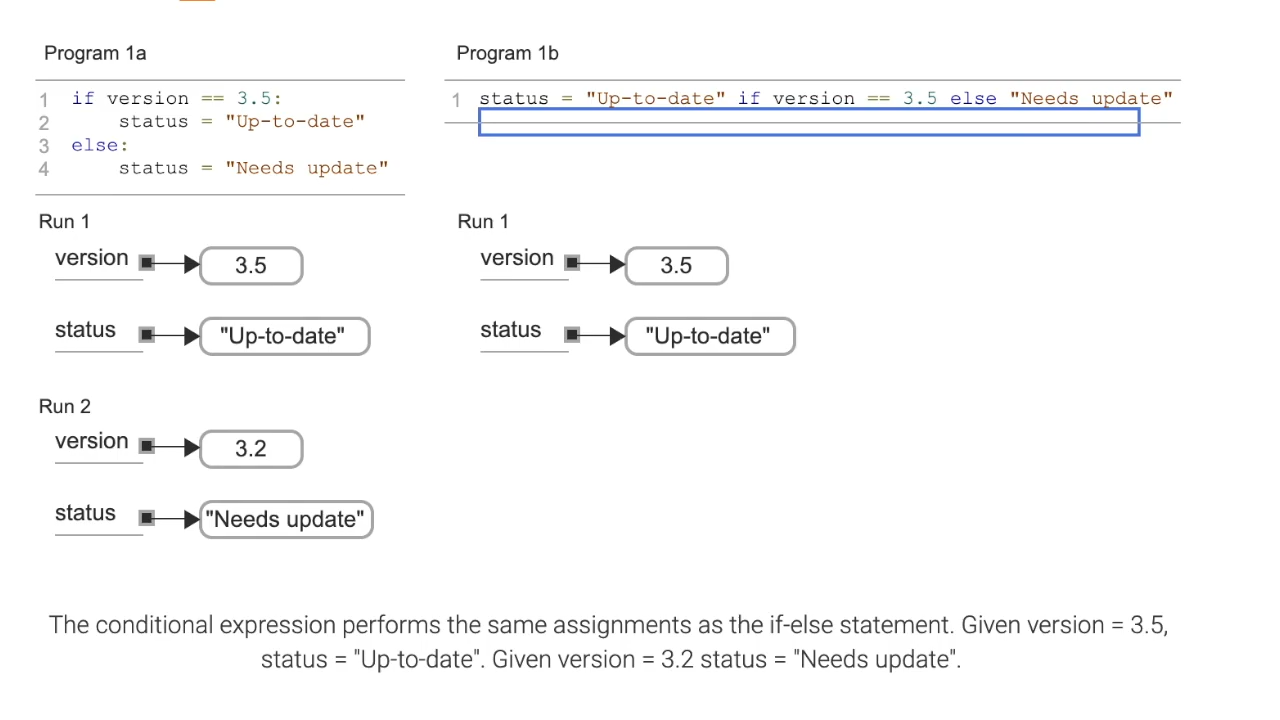 Program 1a
1 if version == 3.5:
2     status = "Up-to-date"
3 else:
4     status = "Needs update"
Run 1
version 3.5
status "Up-to-date"
Run 2
version 3.2
status "Needs update"
Program 1b
1 status = "Up-to-date" if version == 3.5 else "Needs update"
Run 1
version 3.5
status "Up-to-date"
The conditional expression performs the same assignments as the if-else statement. Given version = 3.5,
status = "Up-to-date". Given version = 3.2 status = "Needs update".